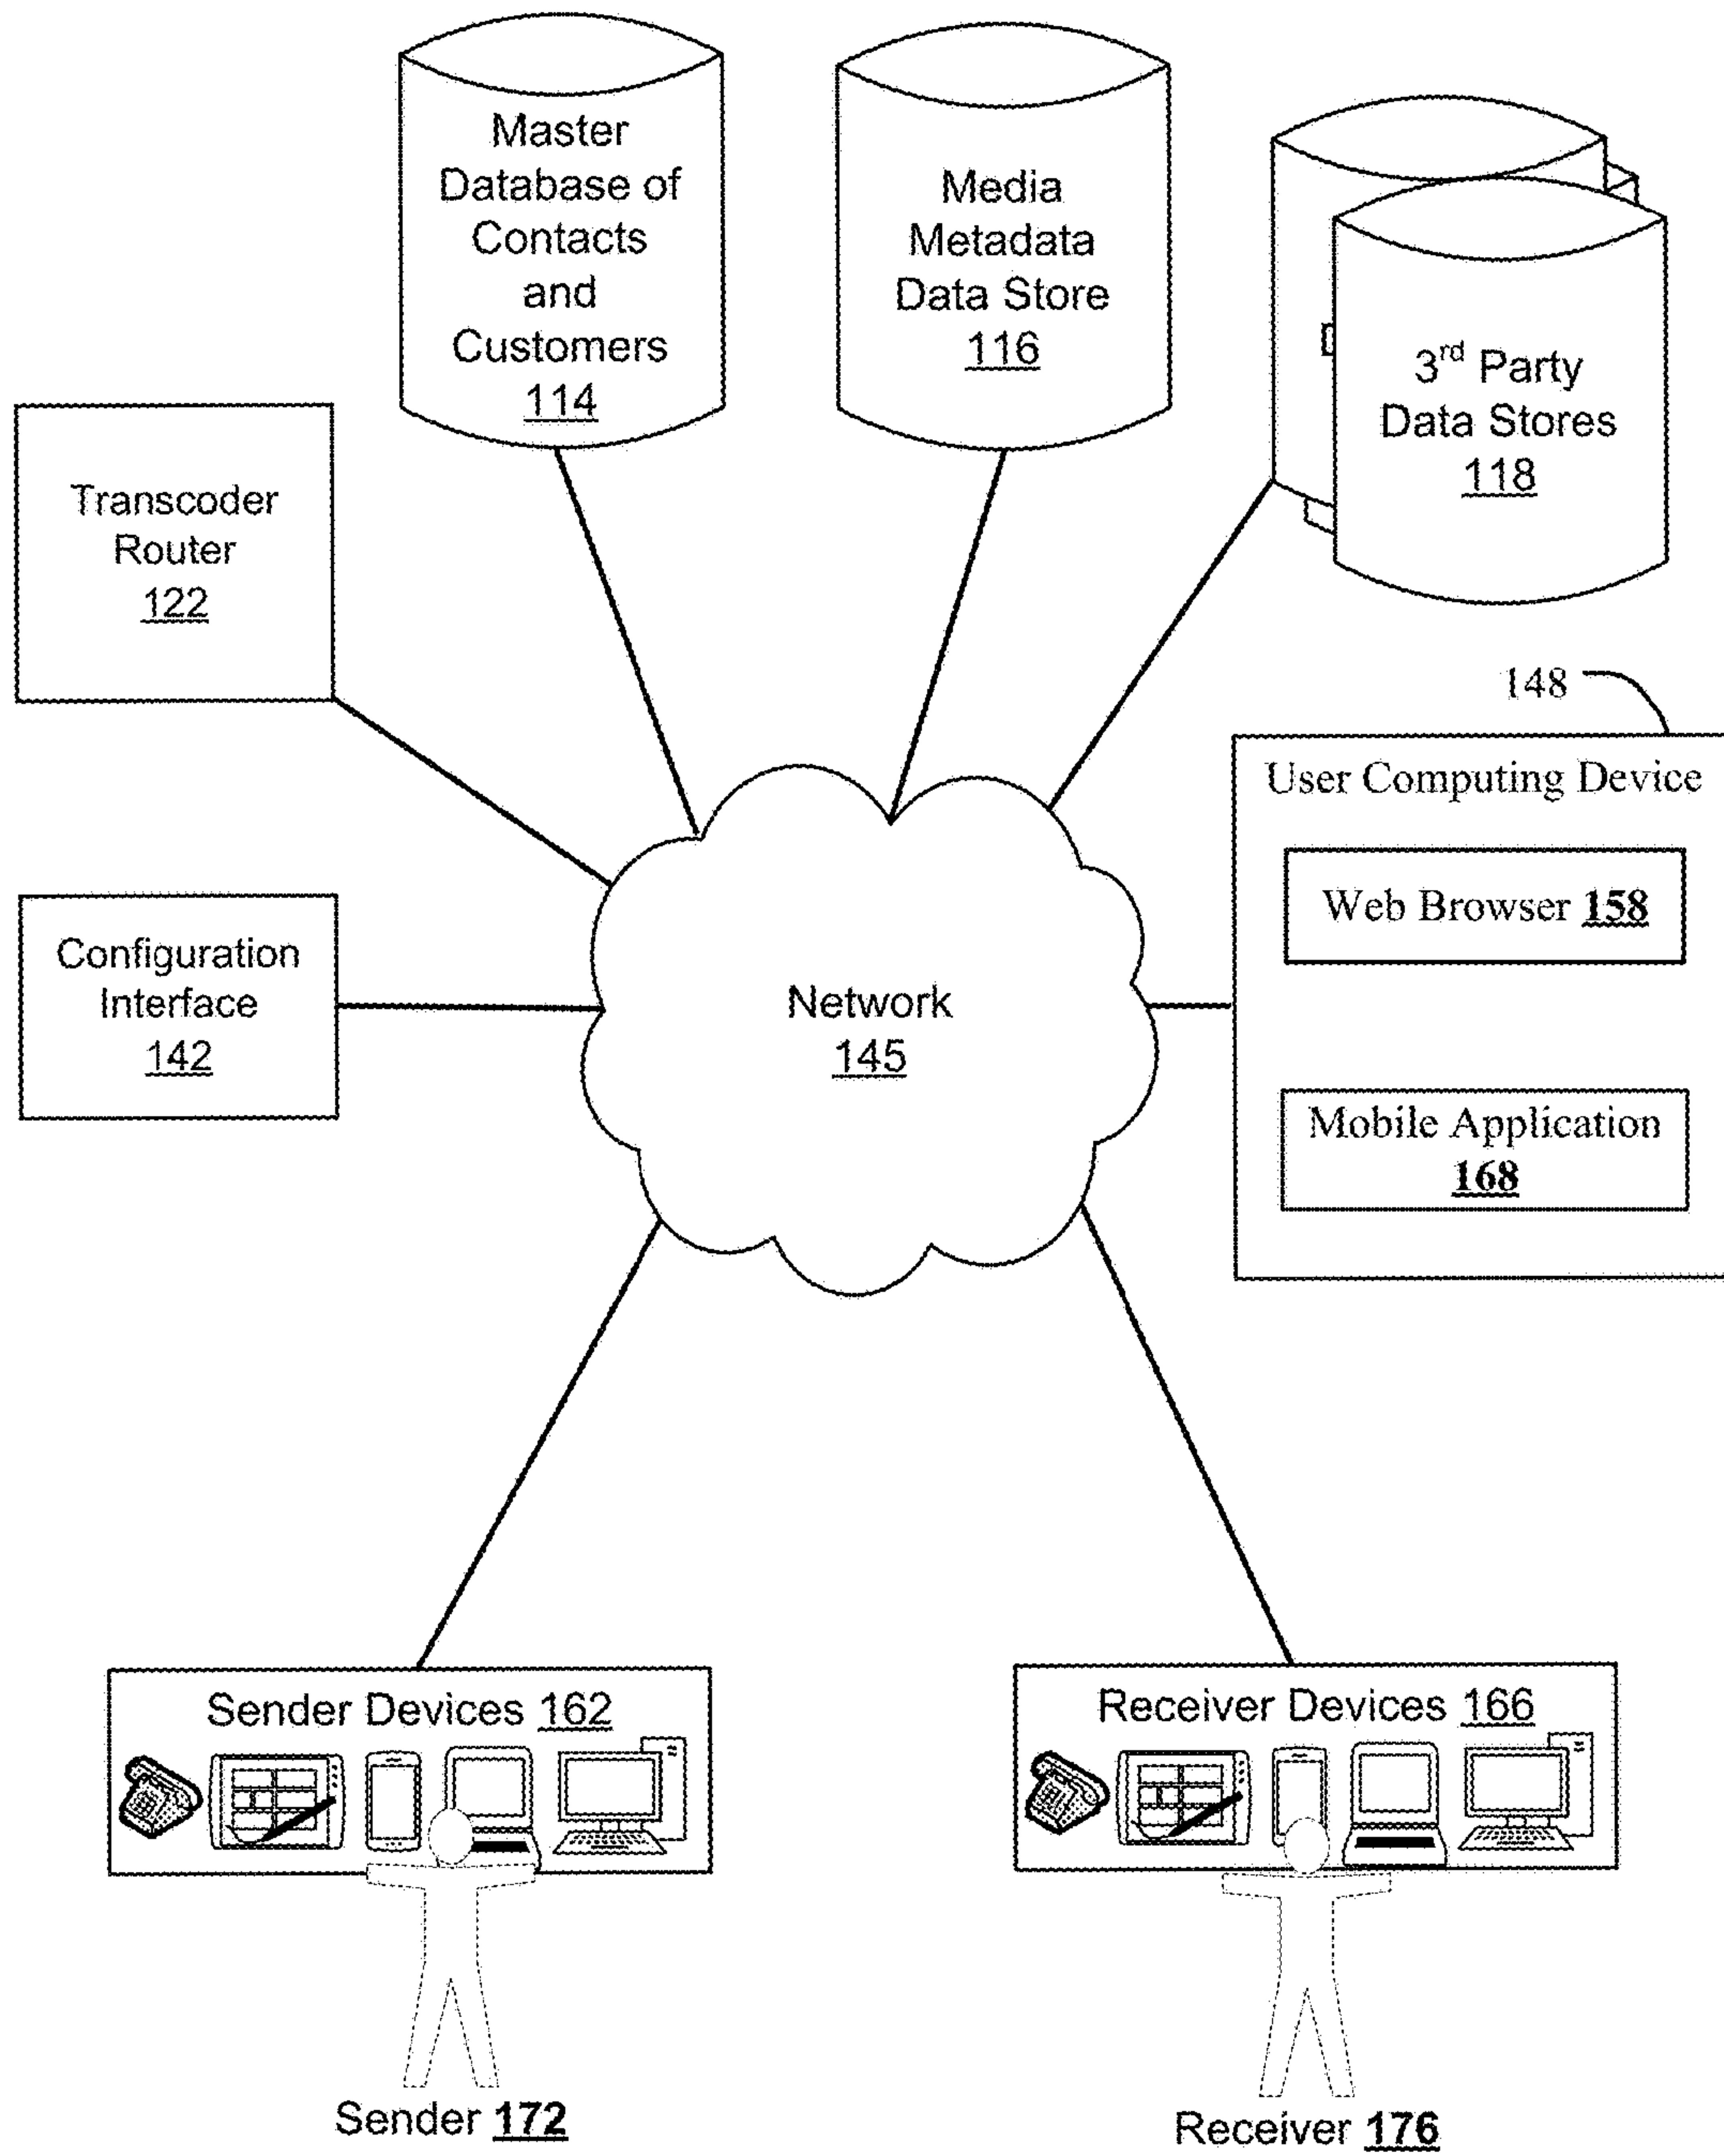 Master
Database of
Contacts
and
Customers
114
Media
Metadata
Data Store
116
3rd Party
Data Stores
118
Transcoder
Router
122
148
User Computing Device
Web Browser 158
Mobile Application
168
Configuration
Interface
142
Network
145
Sender Devices 162
Receiver Devices 166
Sender 172
Receiver 176